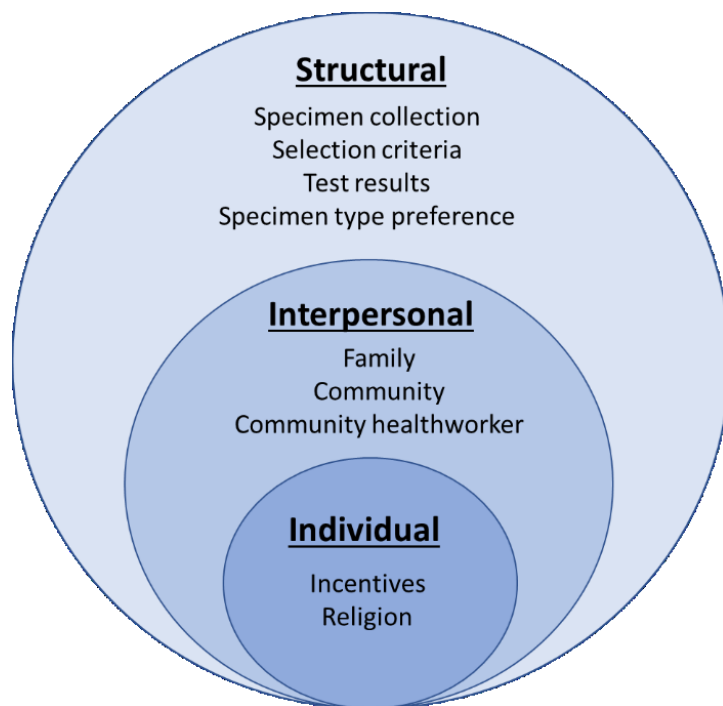 Structural
Specimen collection
Selection criteria
Test results
Specimen type preference
Interpersonal
Family
Community
Community healthworker
Individual
Incentives
Religion